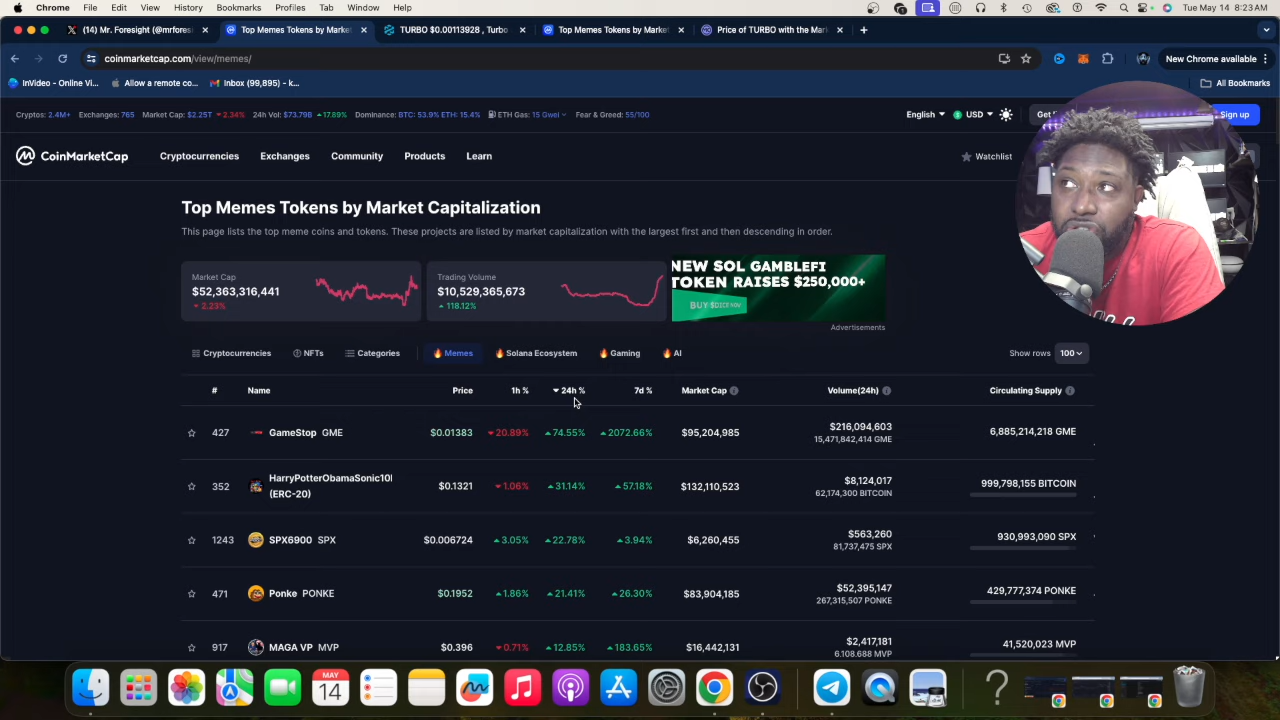 Chrome File Edit View History Bookmarks Profiles Tab Window Help Tue May 14 8:23 AM
(14) Mr. Foresight (@mrfores Top Memes Tokens by Market TURBO $0.00113928 , Turbo Top Memes Tokens by Market Price of TURBO with the Mark
coinmarketcap.com/view/memes/ New Chrome available
InVideo - Online Vi... Allow a remote co... Inbox (99,895) - k... All Bookmarks
Cryptos: 2.4M+ Exchanges: 765 Market Cap: $2.25T 2.34% 24h Vol: $73.79B 17.89% Dominance: BTC: 53.9% ETH: 15.4% ETH Gas: 15 Gwei Fear & Greed: 55/100 English USD Get Sign up
CoinMarketCap Cryptocurrencies Exchanges Community Products Learn Watchlist
Top Memes Tokens by Market Capitalization
This page lists the top meme coins and tokens. These projects are listed by market capitalization with the largest first and then descending in order.
Market Cap
$52,363,316,441
2.23%
Trading Volume
$10,529,365,673
118.12%
NEW SOL GAMBLEFI
TOKEN RAISES $250,000+
BUY $DICE NOW
Advertisements
Cryptocurrencies NFTs Categories Memes Solana Ecosystem Gaming AI Show rows 100
# Name Price 1h % 24h % 7d % Market Cap Volume(24h) Circulating Supply
427 GameStop GME $0.01383 20.89% 74.55% 2072.66% $95,204,985 $216,094,603 6,885,214,218 GME
15,471,842,414 GME
352 HarryPotterObamaSonic10I $0.1321 1.06% 31.14% 57.18% $132,110,523 $8,124,017 999,798,155 BITCOIN
(ERC-20) 62,174,300 BITCOIN
1243 SPX6900 SPX $0.006724 3.05% 22.78% 3.94% $6,260,455 $563,260 930,993,090 SPX
81,737,475 SPX
471 Ponke PONKE $0.1952 1.86% 21.41% 26.30% $83,904,185 $52,395,147 429,777,374 PONKE
267,315,507 PONKE
917 MAGA VP MVP $0.396 0.71% 12.85% 183.65% $16,442,131 $2,417,181 41,520,023 MVP
6,108,688 MVP
MAY
14